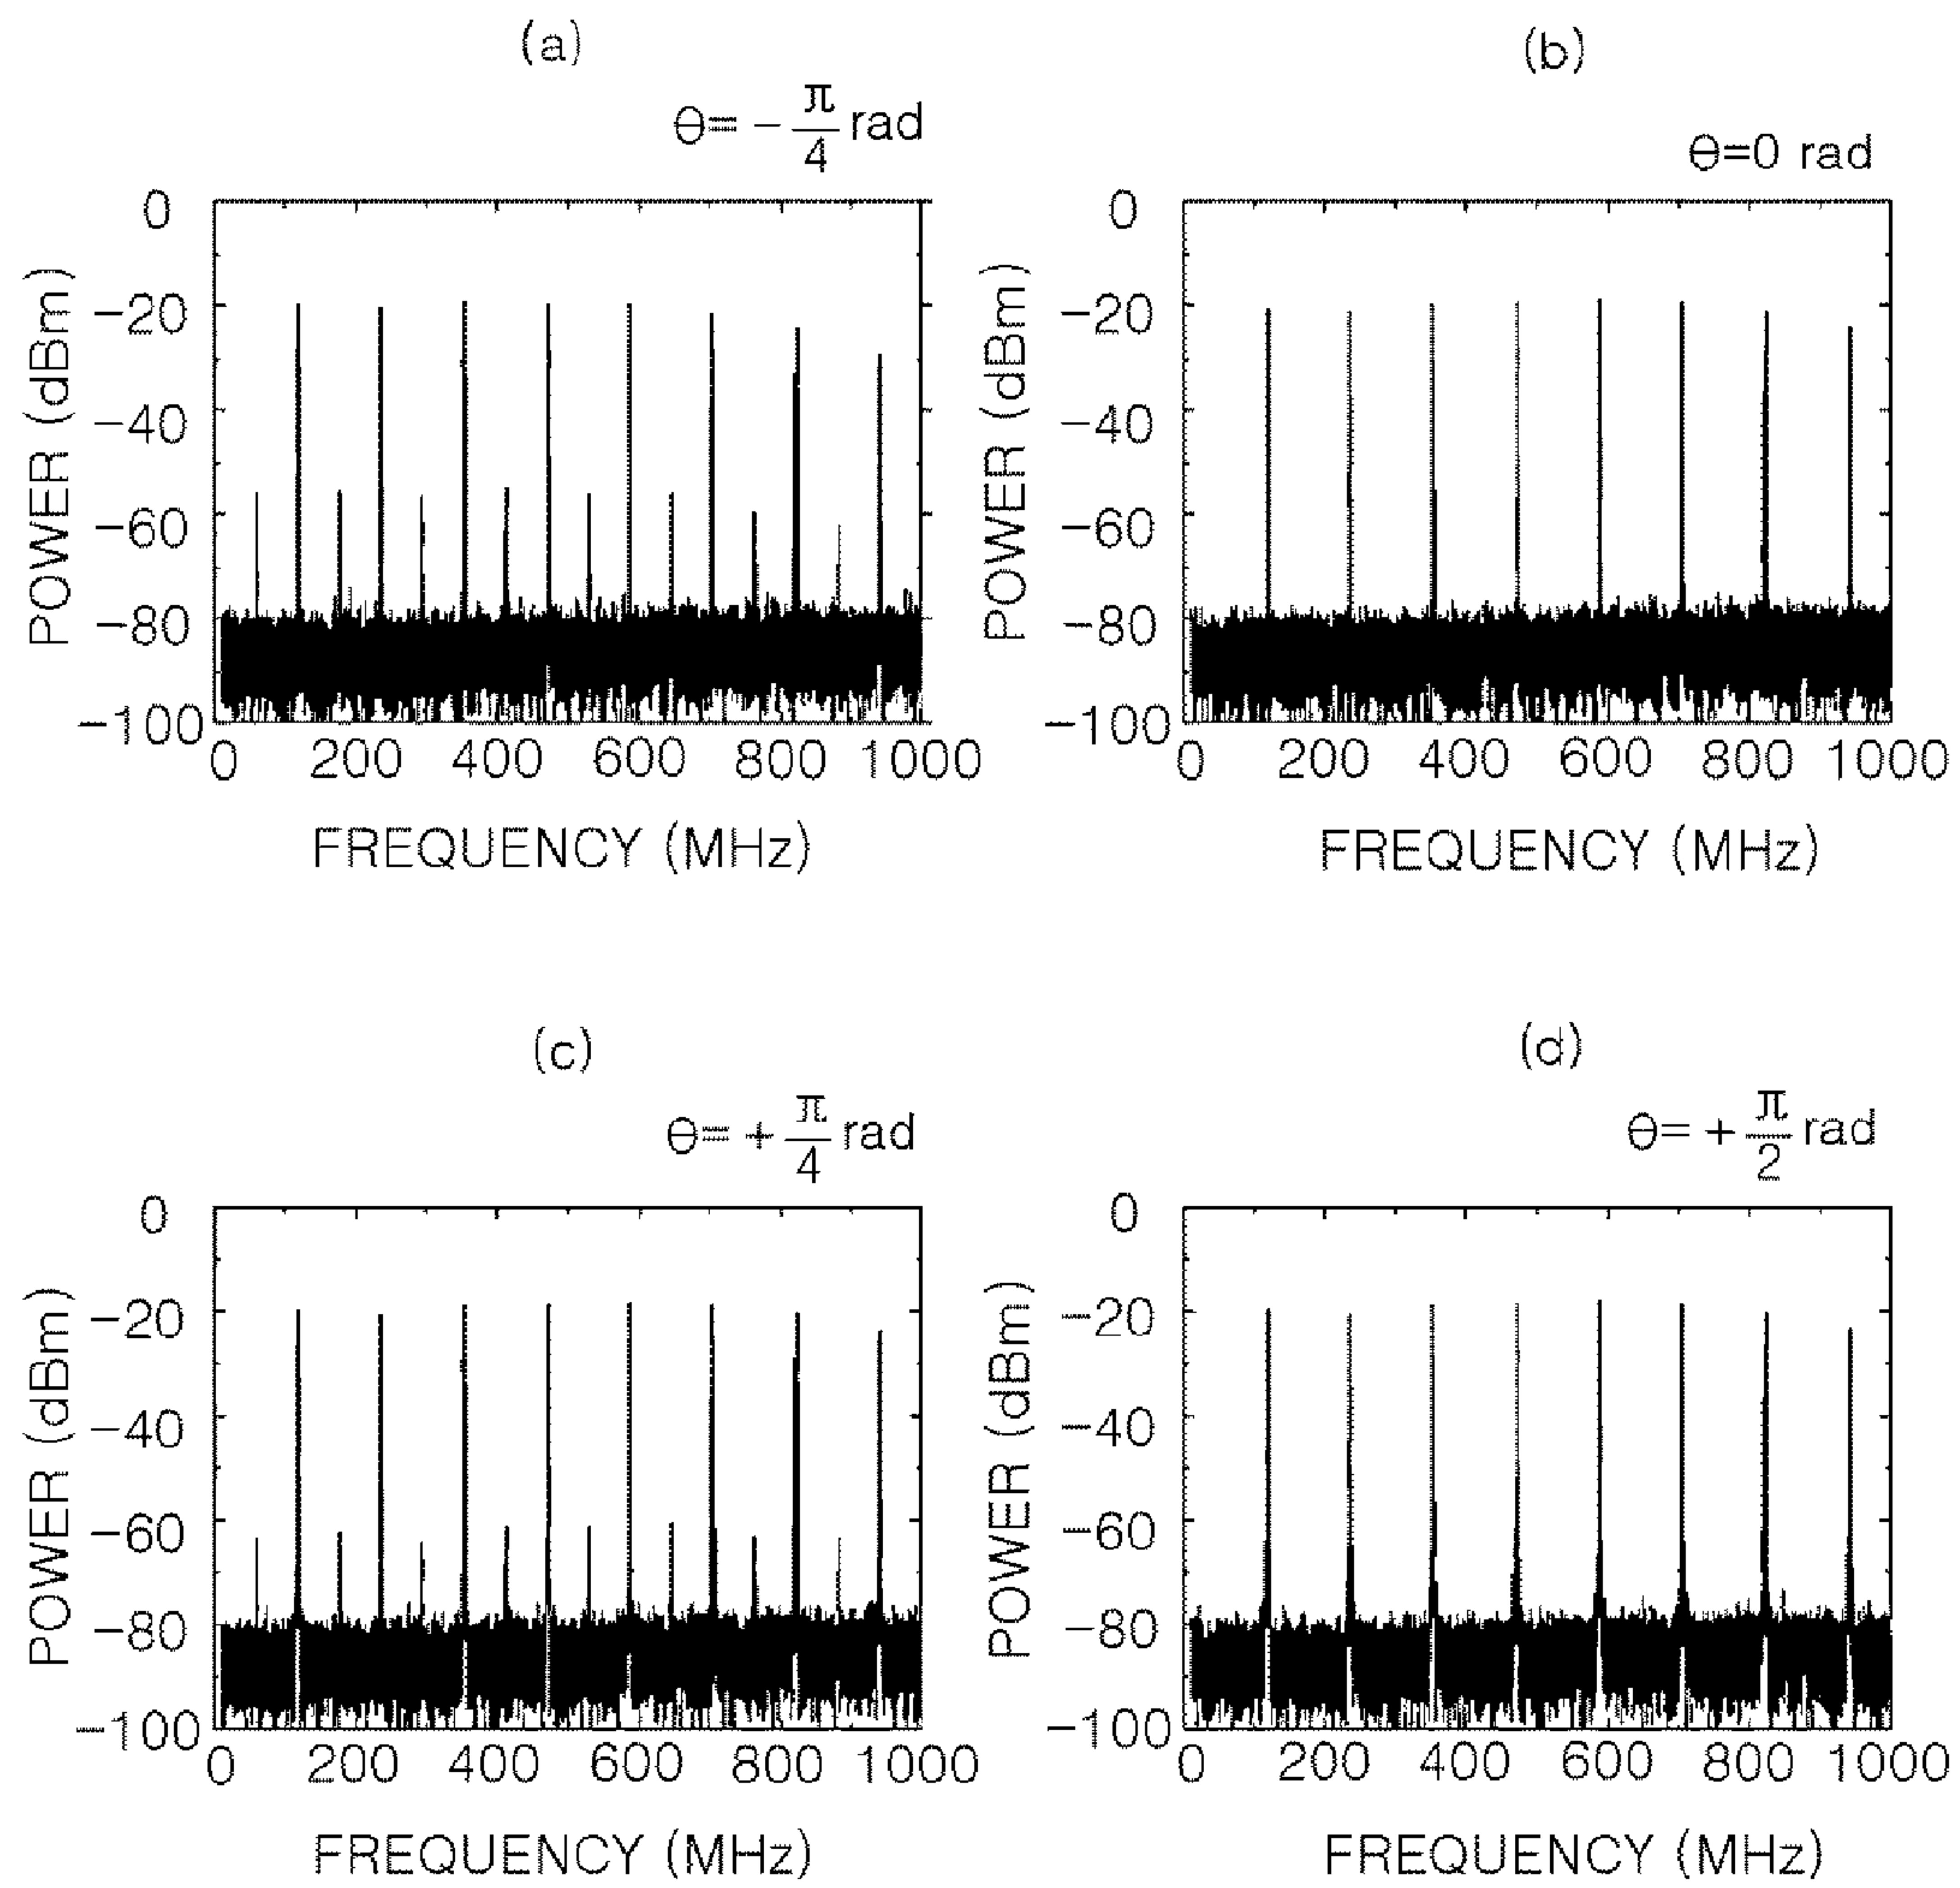 (a)
θ= − π/4 rad
0
−20
−40
−60
−80
−100
POWER (dBm)
0 200 400 600 800 1000
FREQUENCY (MHz)
(b)
θ=0 rad
0
−20
−40
−60
−80
−100
POWER (dBm)
0 200 400 600 800 1000
FREQUENCY (MHz)
(c)
θ= + π/4 rad
0
−20
−40
−60
−80
−100
POWER (dBm)
0 200 400 600 800 1000
FREQUENCY (MHz)
(d)
θ= + π/2 rad
0
−20
−40
−60
−80
−100
POWER (dBm)
0 200 400 600 800 1000
FREQUENCY (MHz)